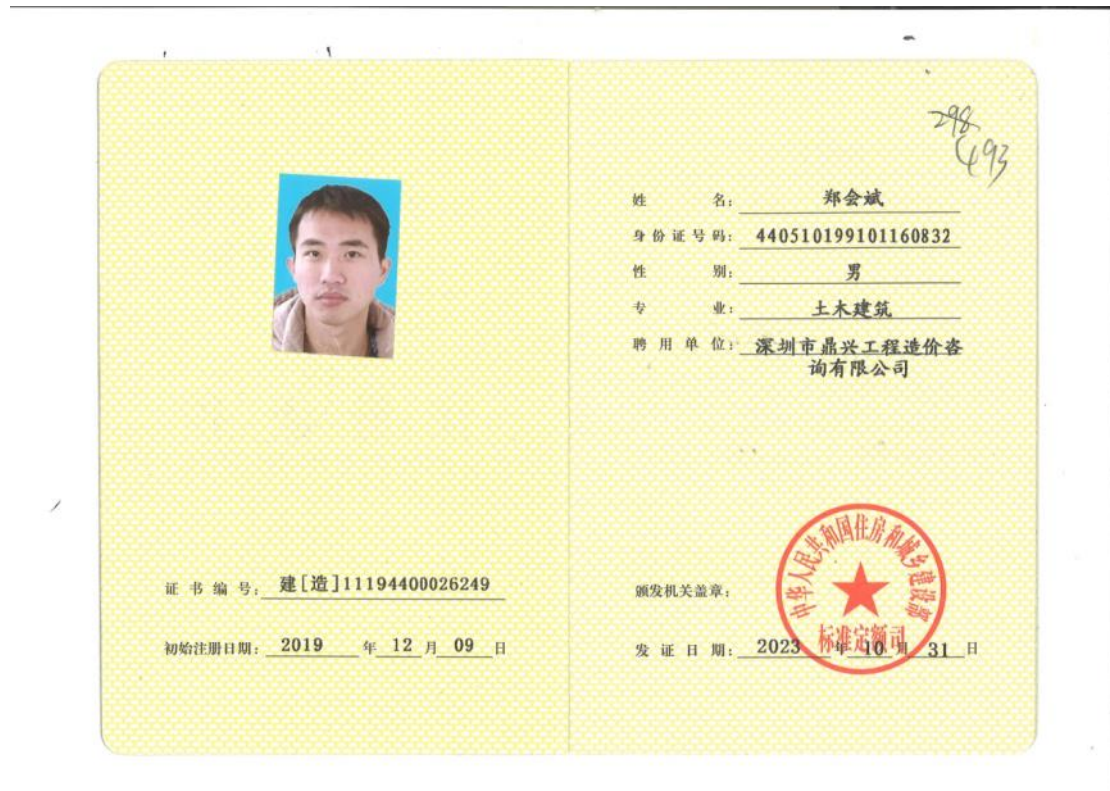 证书编号：建[造]11194400026249
初始注册日期：2019年12月09日
298
493
姓名：郑会斌
身份证号码：440510199101160832
性别：男
专业：土木建筑
聘用单位：深圳市鼎兴工程造价咨
询有限公司
颁发机关盖章：
中华人民共和国住房和城乡建设部
标准定额司
发证日期：2023年10月31日